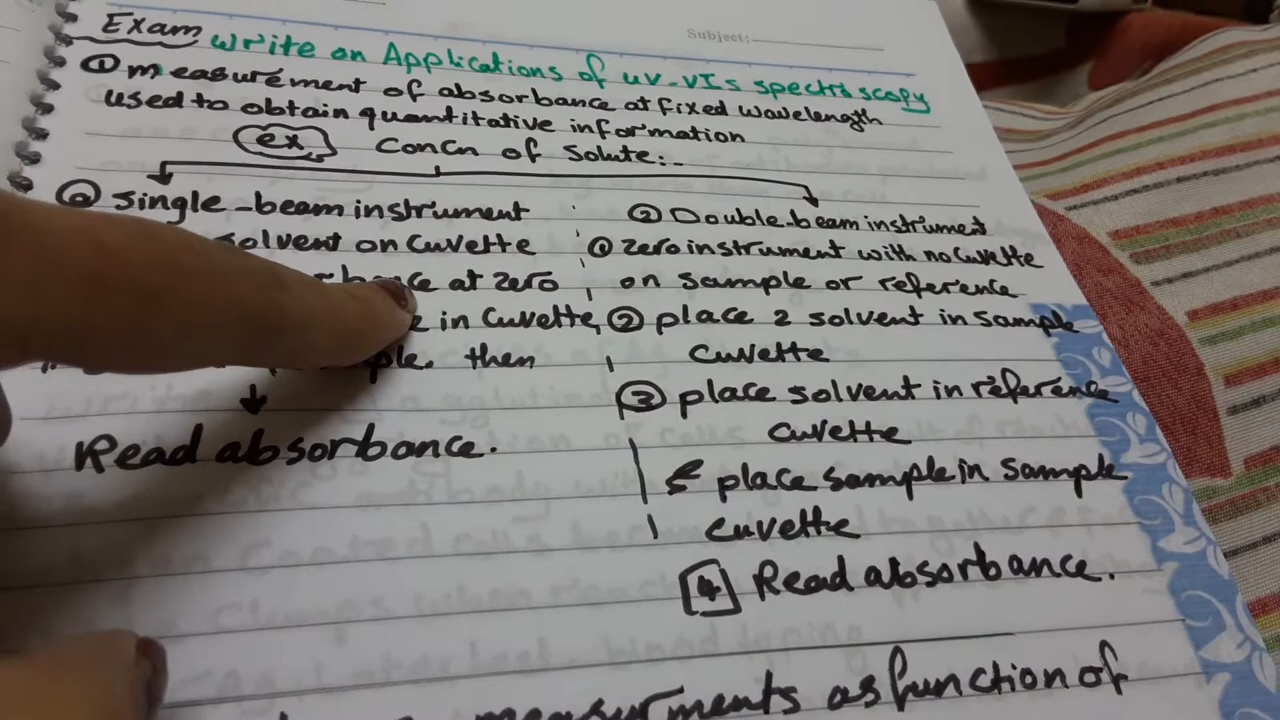 Subject:
Exam Write on Applications of UV-VIs spectroscopy
① measurement of absorbance at fixed wavelength
used to obtain quantitative information
ex Concn of Solute:-
single-beam instrument
solvent on Cuvette
at zero
in Cuvette,
then
Read absorbance.
② Double-beam instrument
① zero instrument with no Cuvette
on sample or reference
② place 2 solvent in sample
Cuvette
③ place solvent in reference
Cuvette
place sample in sample
Cuvette
4 Read absorbance.
measurments as function of